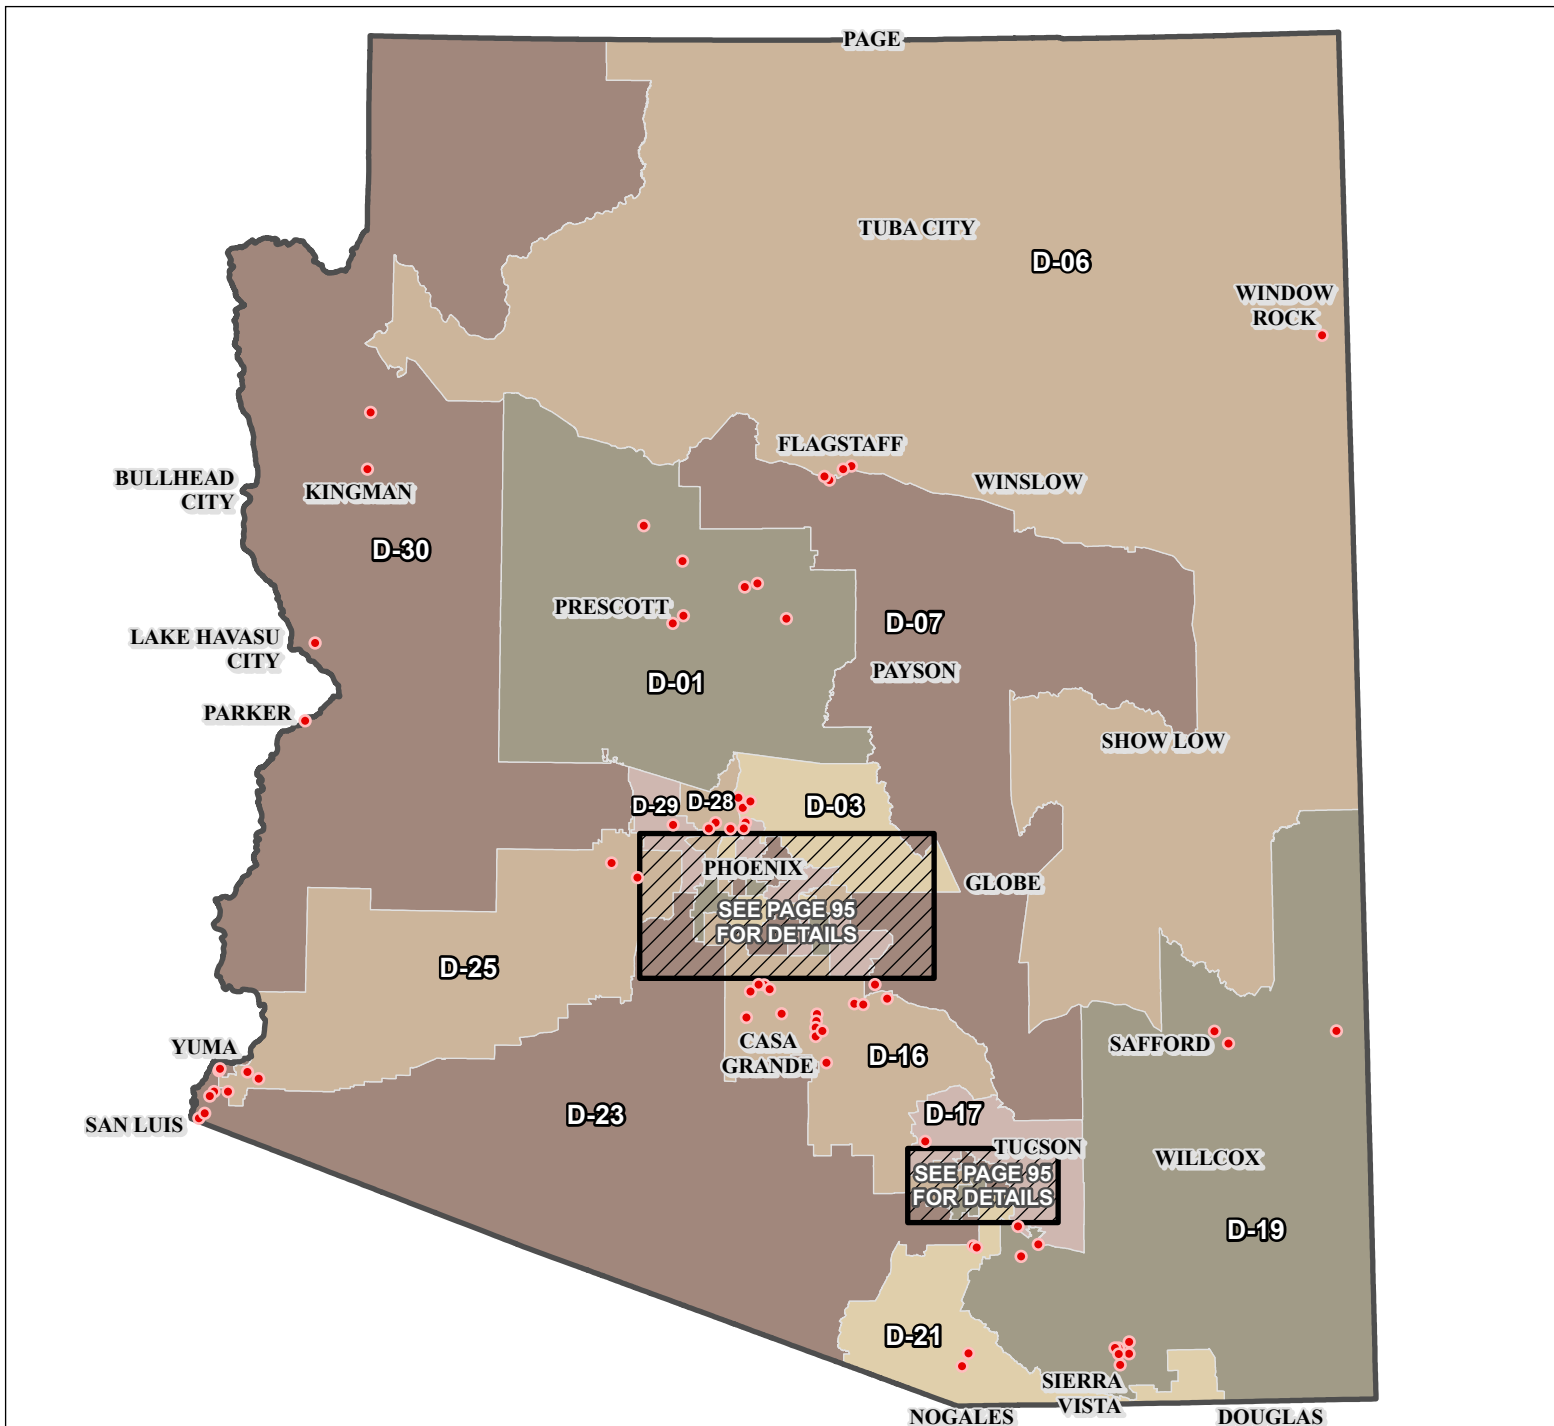 PAGE
TUBA CITY
D-06
WINDOW
ROCK
FLAGSTAFF
BULLHEAD
CITY
KINGMAN
WINSLOW
D-30
PRESCOTT
D-07
LAKE HAVASU
CITY
PAYSON
D-01
PARKER
SHOW LOW
D-29
D-28
D-03
PHOENIX
GLOBE
SEE PAGE 95
FOR DETAILS
D-25
YUMA
CASA
GRANDE
D-16
SAFFORD
SAN LUIS
D-23
D-17
TUCSON
WILLCOX
SEE PAGE 95
FOR DETAILS
D-19
D-21
SIERRA
VISTA
NOGALES
DOUGLAS